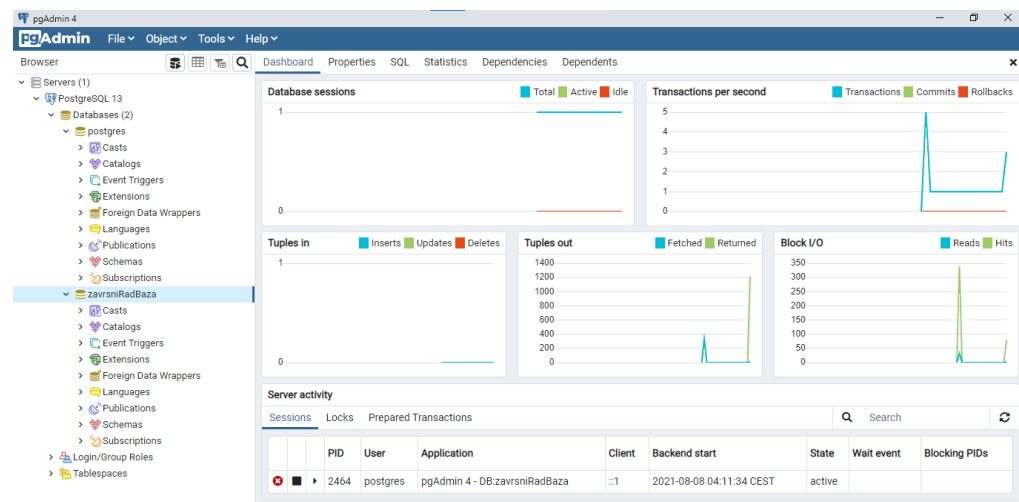 pgAdmin 4
pgAdmin File Object Tools Help
Browser
Servers (1)
PostgreSQL 13
Databases (2)
postgres
Casts
Catalogs
Event Triggers
Extensions
Foreign Data Wrappers
Languages
Publications
Schemas
Subscriptions
zavrsniRadBaza
Casts
Catalogs
Event Triggers
Extensions
Foreign Data Wrappers
Languages
Publications
Schemas
Subscriptions
Login/Group Roles
Tablespaces
Dashboard Properties SQL Statistics Dependencies Dependents
Database sessions Total Active Idle
1
0
Transactions per second Transactions Commits Rollbacks
5
4
3
2
1
0
Tuples in Inserts Updates Deletes
1
0
Tuples out Fetched Returned
1400
1200
1000
800
600
400
200
0
Block I/O Reads Hits
350
300
250
200
150
100
50
0
Server activity
Sessions Locks Prepared Transactions Search
PID User Application Client Backend start State Wait event Blocking PIDs
2464 postgres pgAdmin 4 - DB:zavrsniRadBaza ::1 2021-08-08 04:11:34 CEST active